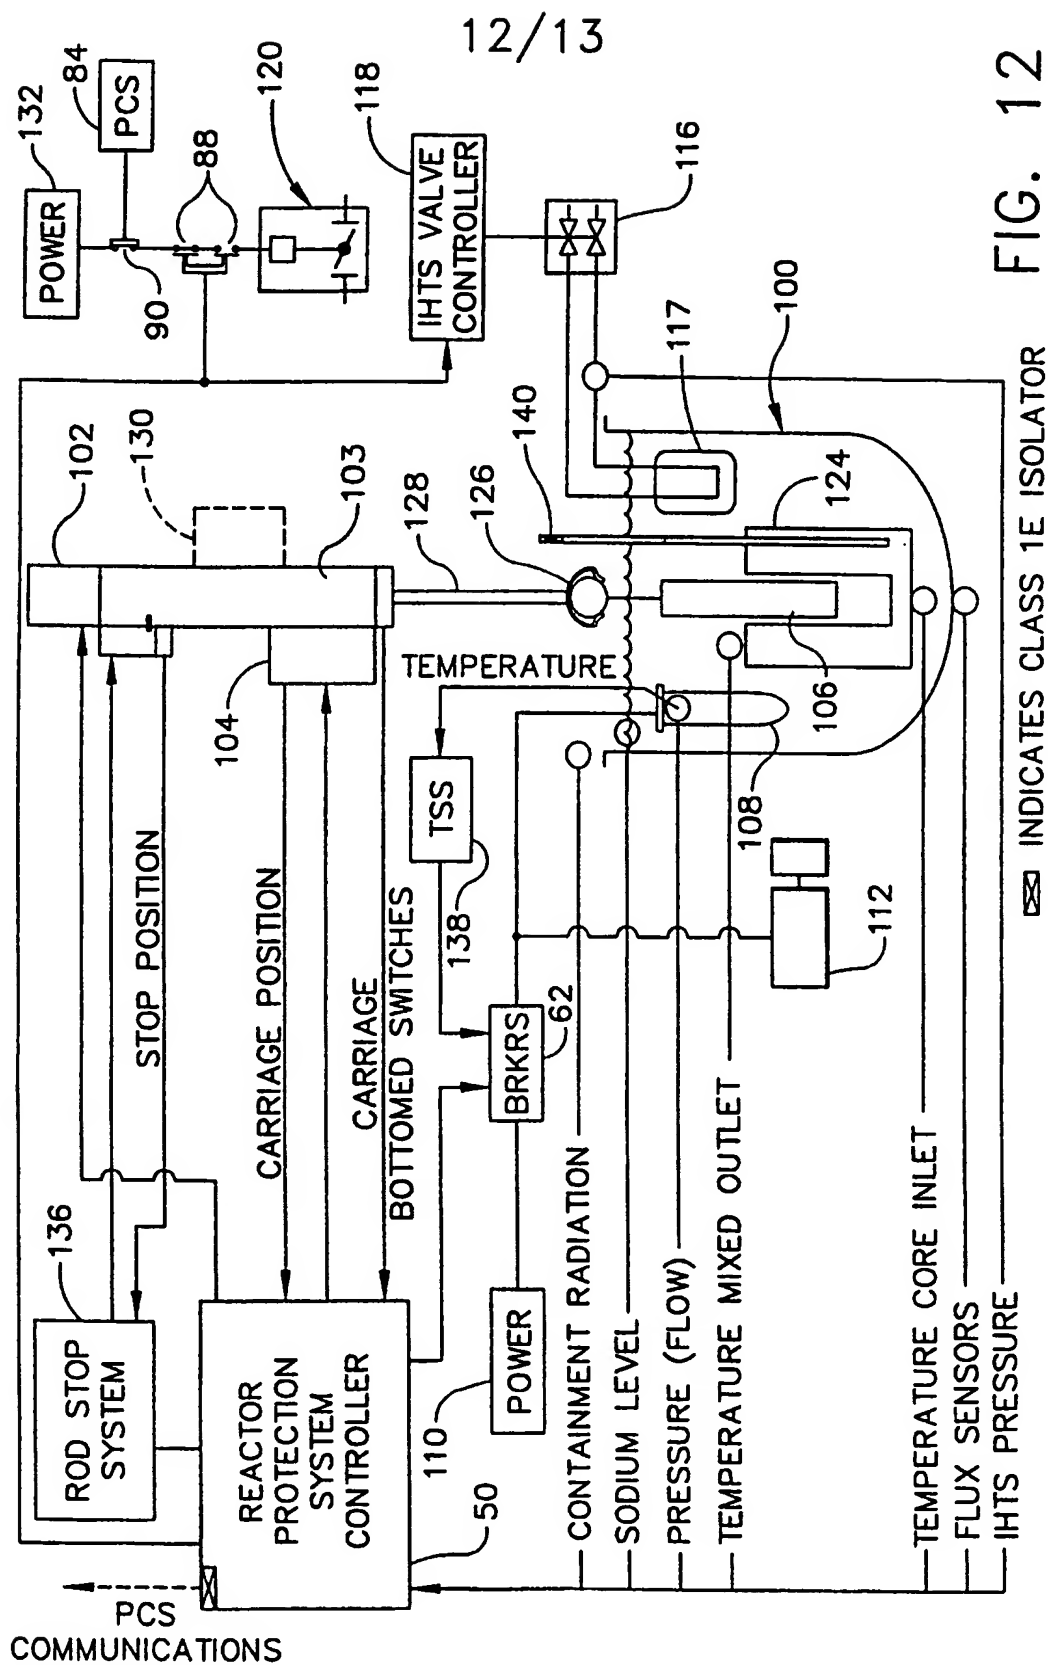 12/13
132
POWER
84
PCS
90
88
120
118
IHTS VALVE
CONTROLLER
116
102
130
103
104
128
126
140
117
100
124
106
108
TEMPERATURE
TSS
138
STOP POSITION
CARRIAGE POSITION
CARRIAGE
BOTTOMED SWITCHES
136
ROD STOP
SYSTEM
REACTOR
PROTECTION
SYSTEM
CONTROLLER
50
PCS
COMMUNICATIONS
BRKRS
62
110
POWER
112
CONTAINMENT RADIATION
SODIUM LEVEL
PRESSURE (FLOW)
TEMPERATURE MIXED OUTLET
TEMPERATURE CORE INLET
FLUX SENSORS
IHTS PRESSURE
INDICATES CLASS 1E ISOLATOR
FIG. 12